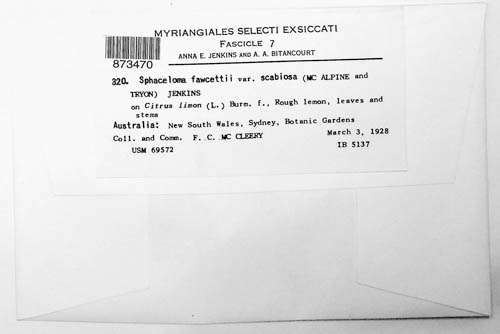 MYRIANGIALES SELECTI EXSICCATI
FASCICLE 7
ANNA E. JENKINS AND A. A. BITANCOURT
873470
320. Sphaceloma fawcettii var. scabiosa (MC ALPINE and
TRYON) JENKINS
on Citrus limon (L.) Burm. f., Rough lemon, leaves and
stems
Australia: New South Wales, Sydney, Botanic Gardens
Coll. and Comm. F. C. MC CLEERY March 3, 1928
USM 69572 IB 5137